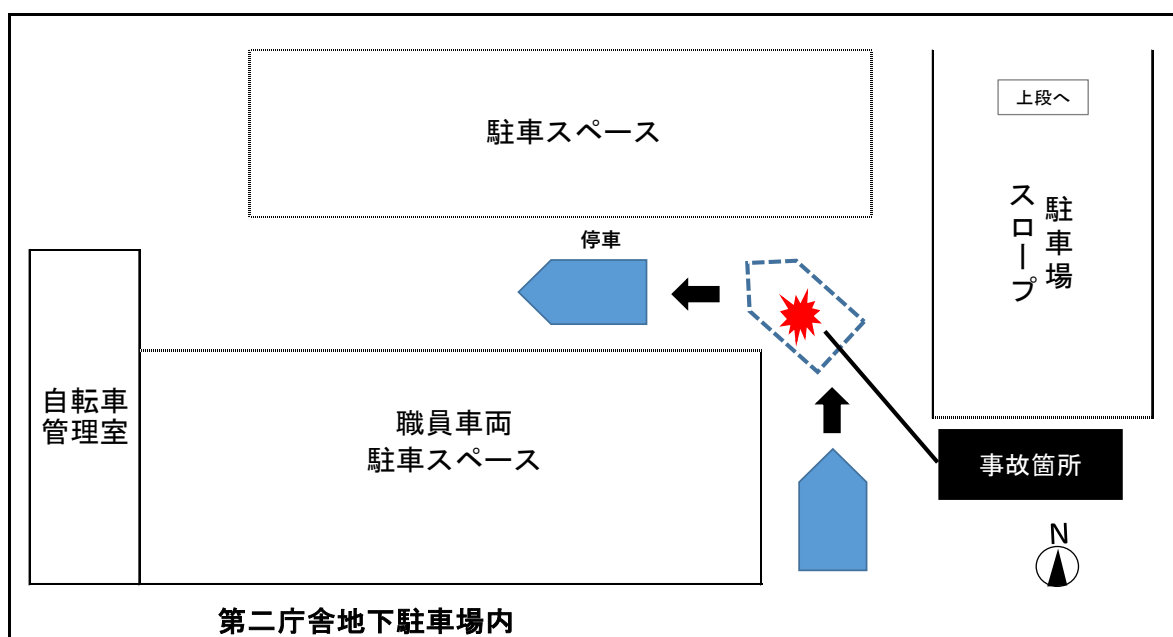 駐車スペース
上段へ
駐車場
スロープ
停車
自転車
管理室
職員車両
駐車スペース
事故箇所
N
第二庁舎地下駐車場内